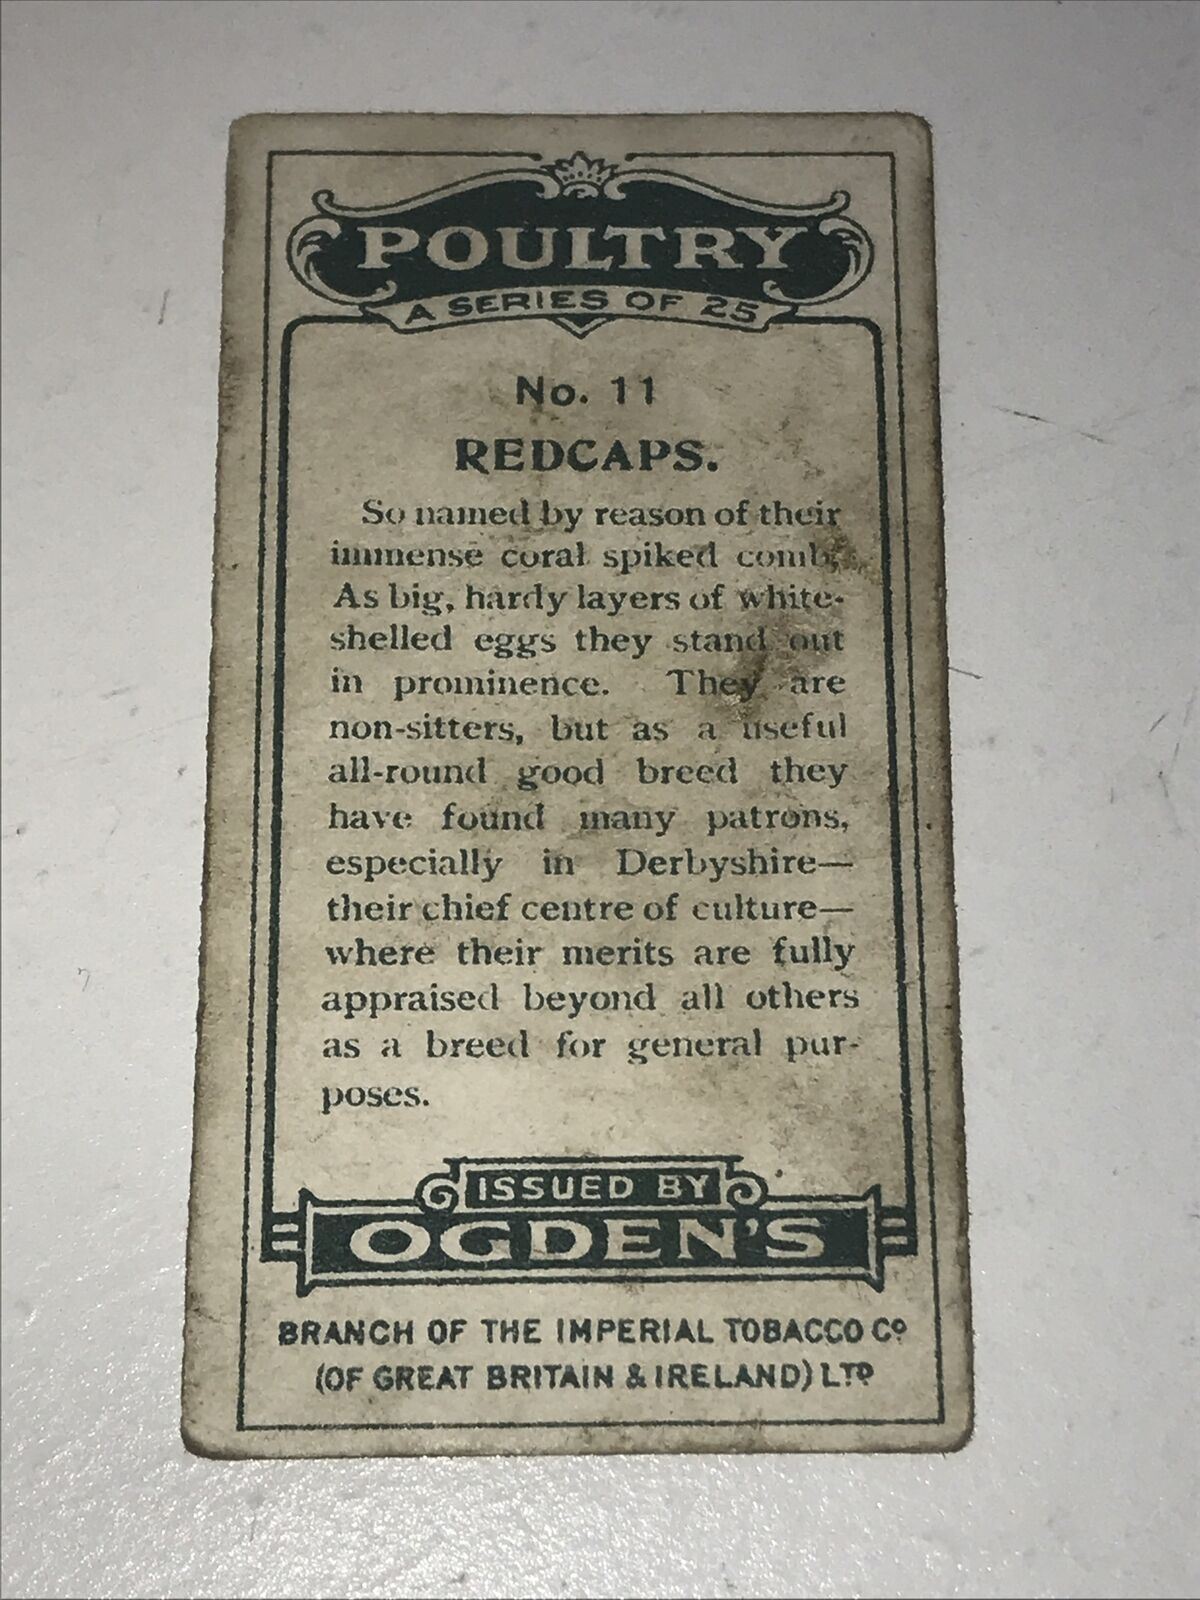 POULTRY
A SERIES OF 25
No. 11
REDCAPS.
So named by reason of their
immense coral spiked comb.
As big, hardy layers of white-
shelled eggs they stand out
in prominence. They are
non-sitters, but as a useful
all-round good breed they
have found many patrons,
especially in Derbyshire—
their chief centre of culture—
where their merits are fully
appraised beyond all others
as a breed for general pur-
poses.
ISSUED BY
OGDEN'S
BRANCH OF THE IMPERIAL TOBACCO Cº
(OF GREAT BRITAIN & IRELAND) LTD